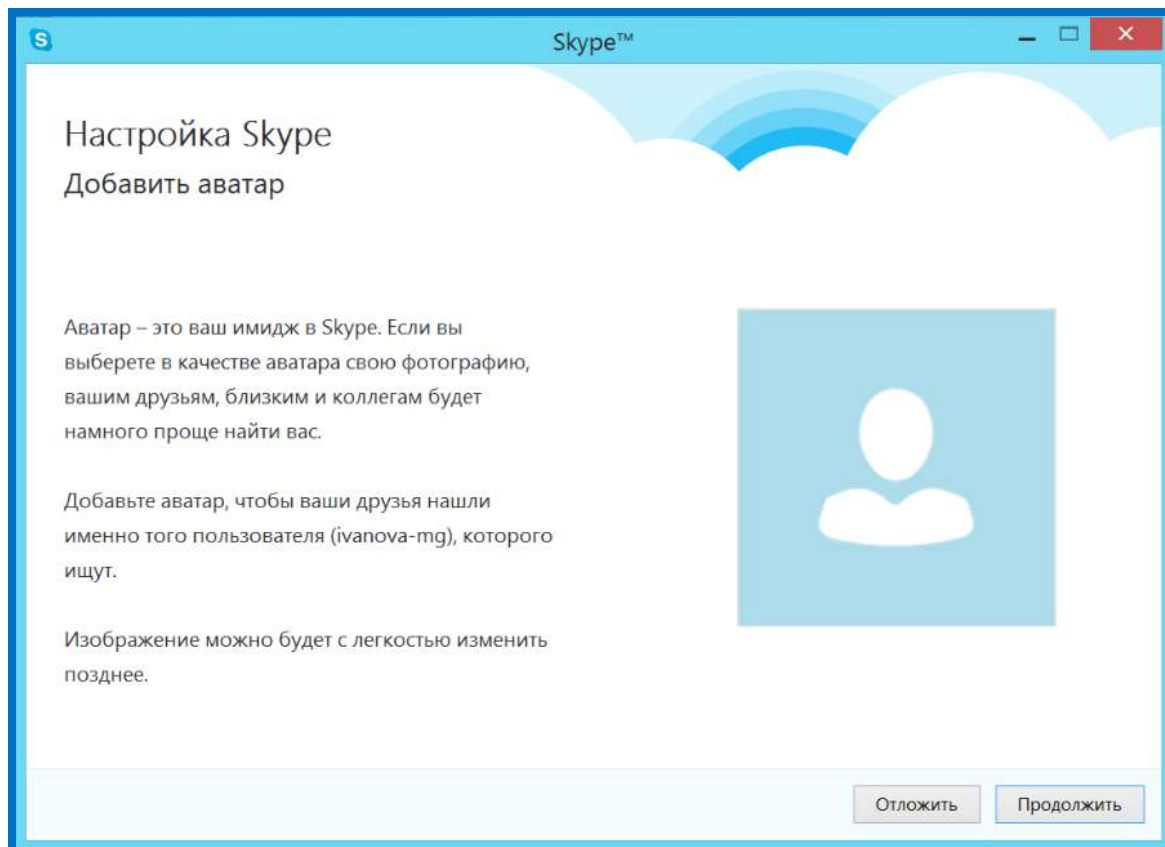 Skype™
Настройка Skype
Добавить аватар
Аватар – это ваш имидж в Skype. Если вы
выберете в качестве аватара свою фотографию,
вашим друзьям, близким и коллегам будет
намного проще найти вас.
Добавьте аватар, чтобы ваши друзья нашли
именно того пользователя (ivanova-mg), которого
ищут.
Изображение можно будет с легкостью изменить
позднее.
Отложить Продолжить